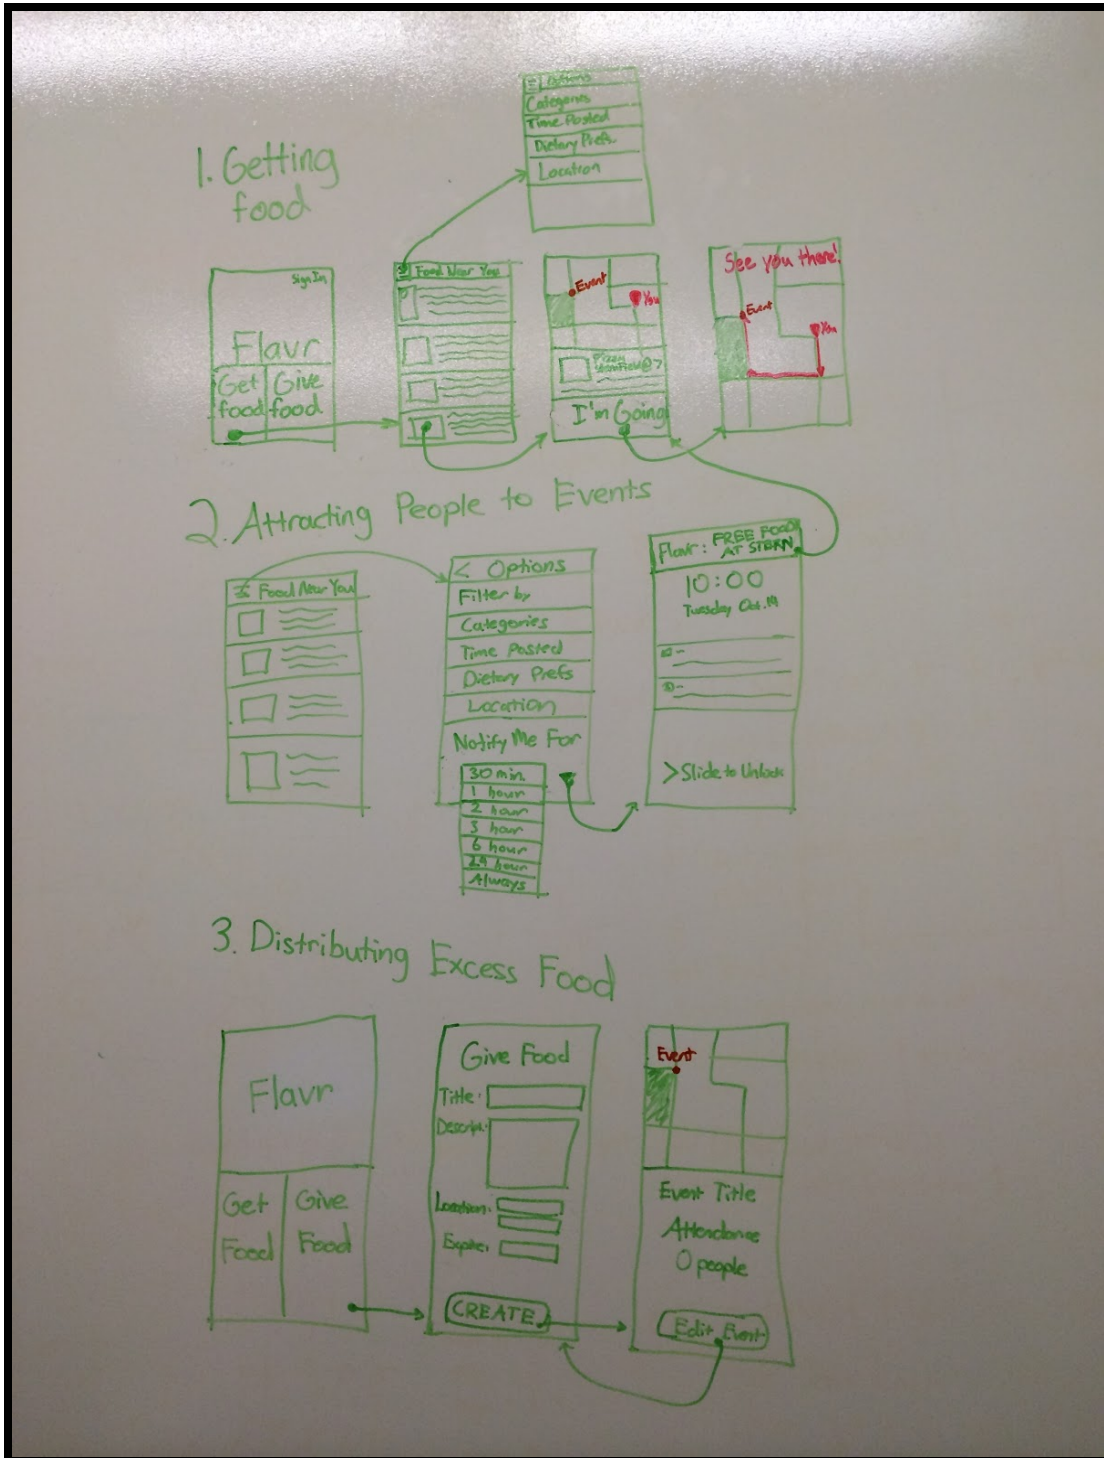 1. Getting
food
Options
Categories
Time Posted
Dietary Prefs.
Location
Sign In
Flavr
Get
food
Give
food
Food Near You
Event
You
I'm Going
See you there!
Event
You
2. Attracting People to Events
Food Near You
< Options
Filter by
Categories
Time Posted
Dietary Prefs
Location
Notify Me For
30 min.
1 hour
2 hour
3 hour
6 hour
24 hour
Always
Flavr: FREE FOOD
AT STERN
10:00
Tuesday Oct. 14
>Slide to Unlock
3. Distributing Excess Food
Flavr
Get
Food
Give
Food
Give Food
Title:
Descrip.:
Location:
Expire:
CREATE
Event
Event Title
Attendance
0 people
Edit Event